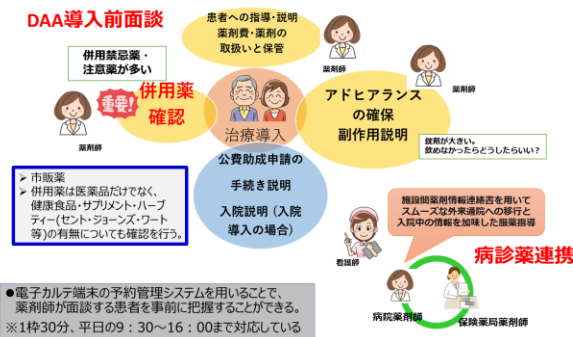 DAA導入前面談
患者への指導・説明
薬剤費・薬剤の
取扱いと保管
薬剤師
併用禁忌薬・
注意薬が多い
重要!
併用薬
確認
薬剤師
治療導入
アドヒアランス
の確保
副作用説明
薬剤師
錠剤が大きい。
飲めなかったらどうしたらいい?
公費助成申請の
手続き説明
入院説明(入院
導入の場合)
➢ 市販薬
➢ 併用薬は医薬品だけでなく、
健康食品・サプリメント・ハーブ
ティー(セント・ジョーンズ・ワート
等)の有無についても確認を行う。
施設間薬剤情報連絡書を用いて
スムーズな外来通院への移行と
入院中の情報を加味した服薬指導
看護師
病診薬連携
病院薬剤師
保険薬局薬剤師
●電子カルテ端末の予約管理システムを用いることで、
薬剤師が面談する患者を事前に把握することができる。
※1枠30分、平日の9:30~16:00まで対応している